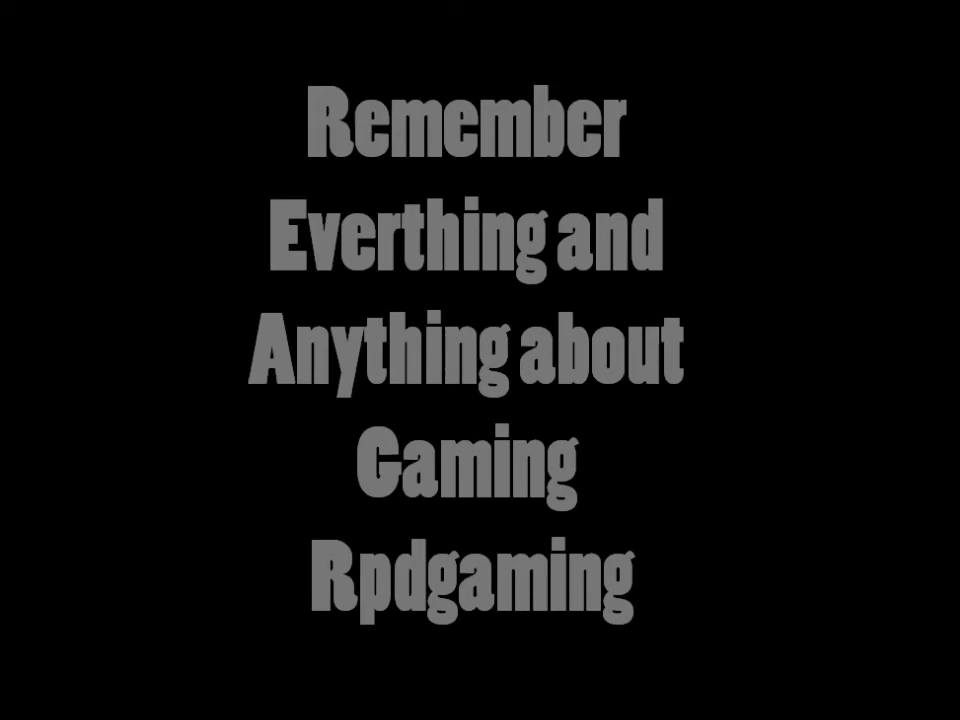 Remember
Everthing and
Anything about
Gaming
Rpdgaming